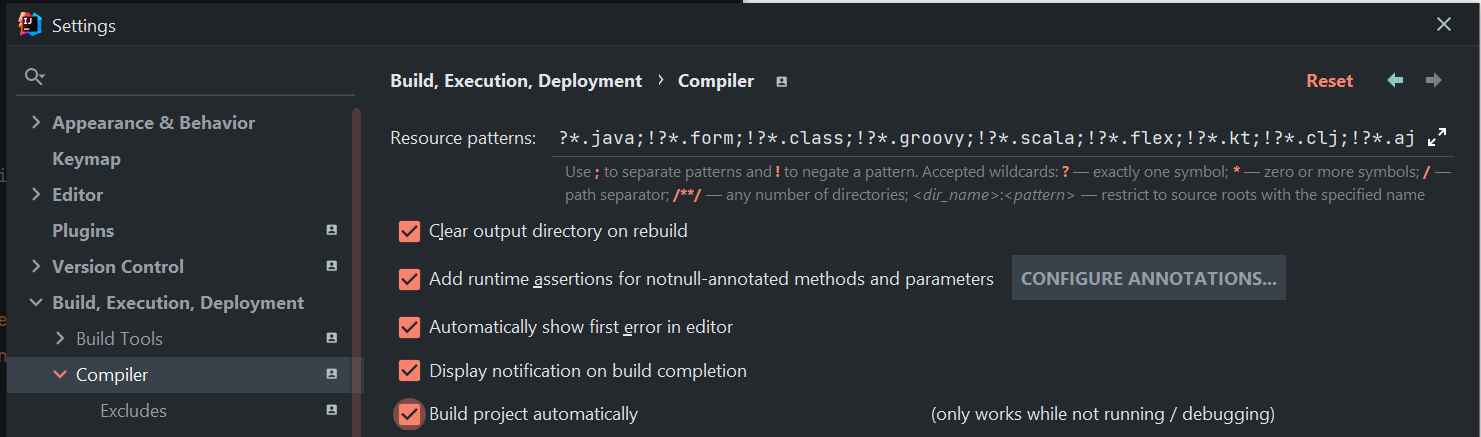 Settings
Build, Execution, Deployment › Compiler
Reset
Appearance & Behavior
Keymap
Editor
Plugins
Version Control
Build, Execution, Deployment
Build Tools
Compiler
Excludes
Resource patterns: ?*.java;!?*.form;!?*.class;!?*.groovy;!?*.scala;!?*.flex;!?*.kt;!?*.clj;!?*.aj
Use ; to separate patterns and ! to negate a pattern. Accepted wildcards: ? — exactly one symbol; * — zero or more symbols; / —
path separator; /**/ — any number of directories; <dir_name>:<pattern> — restrict to source roots with the specified name
Clear output directory on rebuild
Add runtime assertions for notnull-annotated methods and parameters CONFIGURE ANNOTATIONS...
Automatically show first error in editor
Display notification on build completion
Build project automatically (only works while not running / debugging)